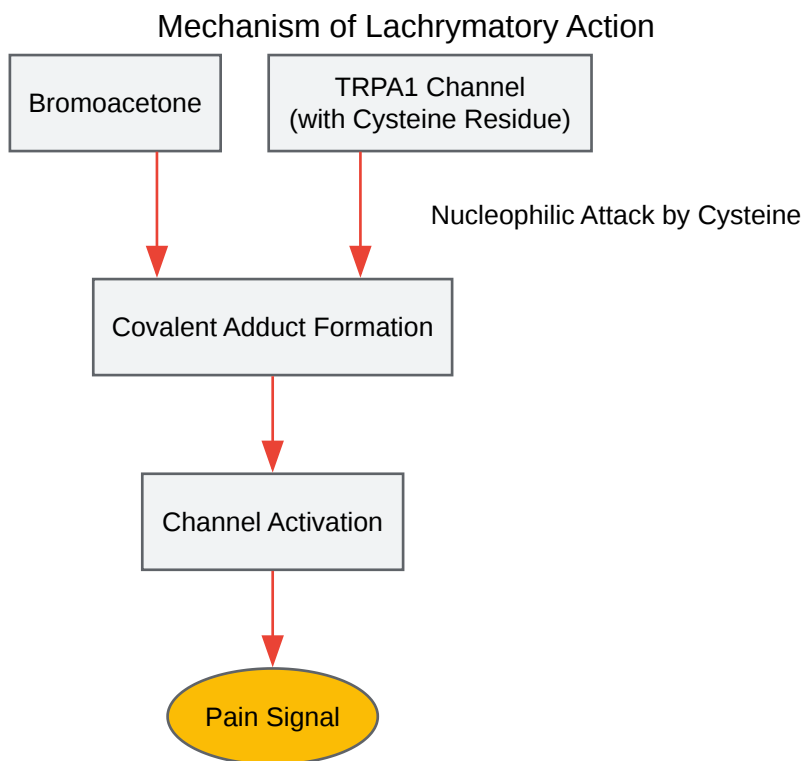 Mechanism of Lachrymatory Action
Bromoacetone
TRPA1 Channel
(with Cysteine Residue)
Nucleophilic Attack by Cysteine
Covalent Adduct Formation
Channel Activation
Pain Signal